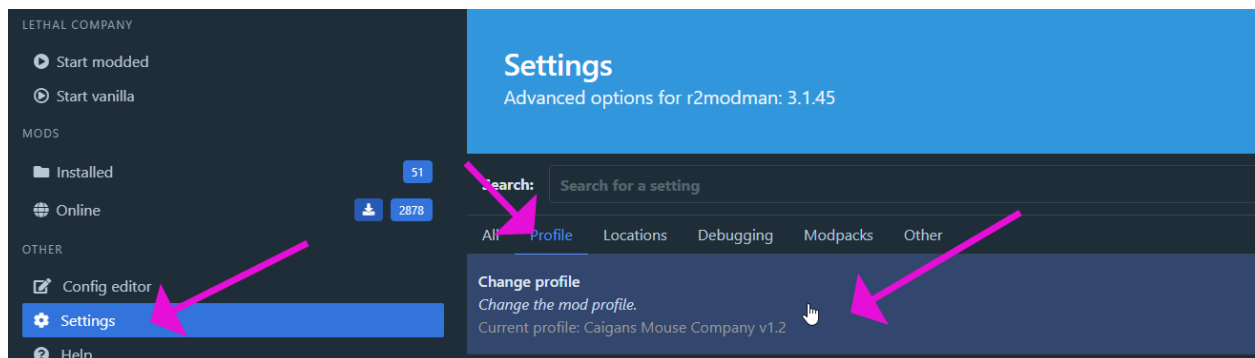 LETHAL COMPANY
Start modded
Start vanilla
MODS
Installed 51
Online 2878
OTHER
Config editor
Settings
Help
Settings
Advanced options for r2modman: 3.1.45
Search: Search for a setting
All Profile Locations Debugging Modpacks Other
Change profile
Change the mod profile.
Current profile: Caigans Mouse Company v1.2